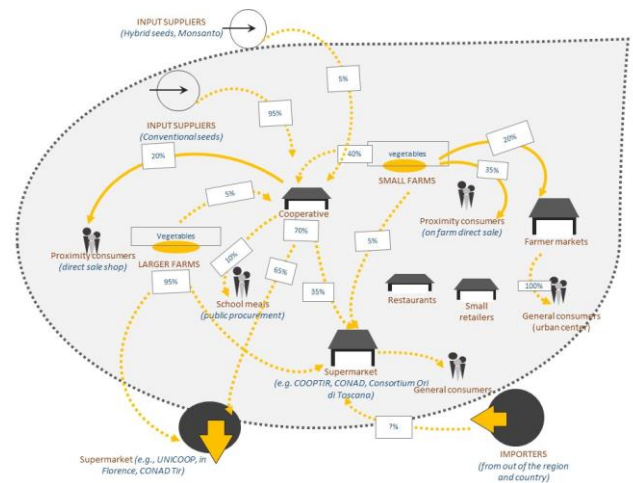 INPUT SUPPLIERS
(Hybrid seeds, Monsanto)
5%
INPUT SUPPLIERS
(Conventional seeds)
95%
20%
40%
vegetables
SMALL FARMS
20%
35%
5%
Cooperative
Proximity consumers
(on farm direct sale)
Farmer markets
Proximity consumers
(direct sale shop)
Vegetables
LARGER FARMS
95%
10%
70%
65%
35%
5%
School meals
(public procurement)
Restaurants
Small
retailers
100%
General consumers
(urban center)
Supermarket
(e.g. COOPTIR, CONAD, Consortium Ori
di Toscana)
General consumers
7%
IMPORTERS
(from out of the region
and country)
Supermarket (e.g., UNICOOP, in
Florence, CONAD Tir)